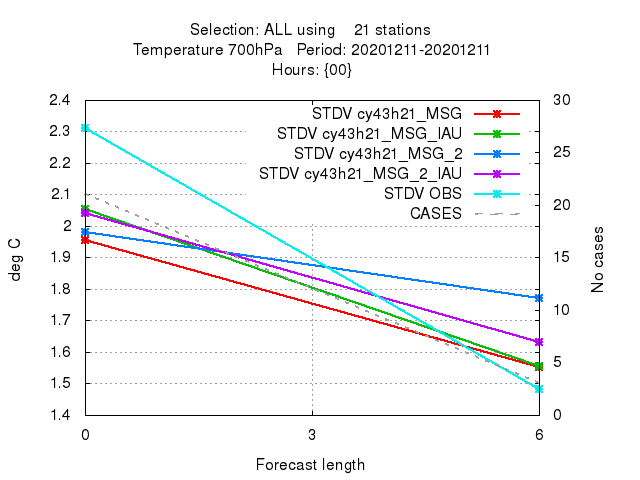 Selection: ALL using    21 stations
Temperature 700hPa   Period: 20201211-20201211
Hours: {00}
2.4
2.3
2.2
2.1
2
1.9
1.8
1.7
1.6
1.5
1.4
deg C
STDV cy43h21_MSG
STDV cy43h21_MSG_IAU
STDV cy43h21_MSG_2
STDV cy43h21_MSG_2_IAU
STDV OBS
CASES
30
25
20
15
10
5
0
No cases
0 3 6
Forecast length